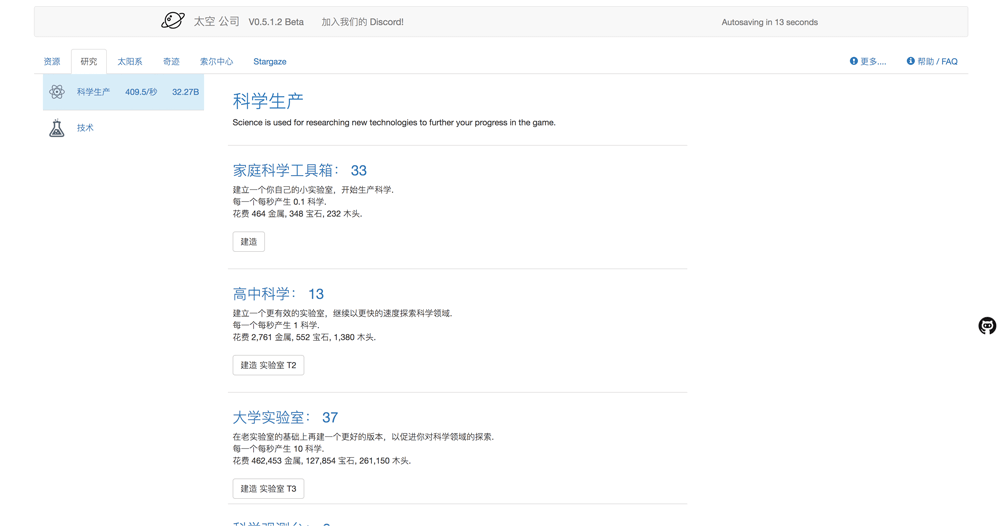 太空 公司 V0.5.1.2 Beta 加入我们的 Discord! Autosaving in 13 seconds
资源 研究 太阳系 奇迹 索尔中心 Stargaze 更多.... 帮助 / FAQ
科学生产 409.5/秒 32.27B
技术
科学生产
Science is used for researching new technologies to further your progress in the game.
家庭科学工具箱： 33
建立一个你自己的小实验室，开始生产科学.
每一个每秒产生 0.1 科学.
花费 464 金属, 348 宝石, 232 木头.
建造
高中科学： 13
建立一个更有效的实验室，继续以更快的速度探索科学领域.
每一个每秒产生 1 科学.
花费 2,761 金属, 552 宝石, 1,380 木头.
建造 实验室 T2
大学实验室： 37
在老实验室的基础上再建一个更好的版本，以促进你对科学领域的探索.
每一个每秒产生 10 科学.
花费 462,453 金属, 127,854 宝石, 261,150 木头.
建造 实验室 T3